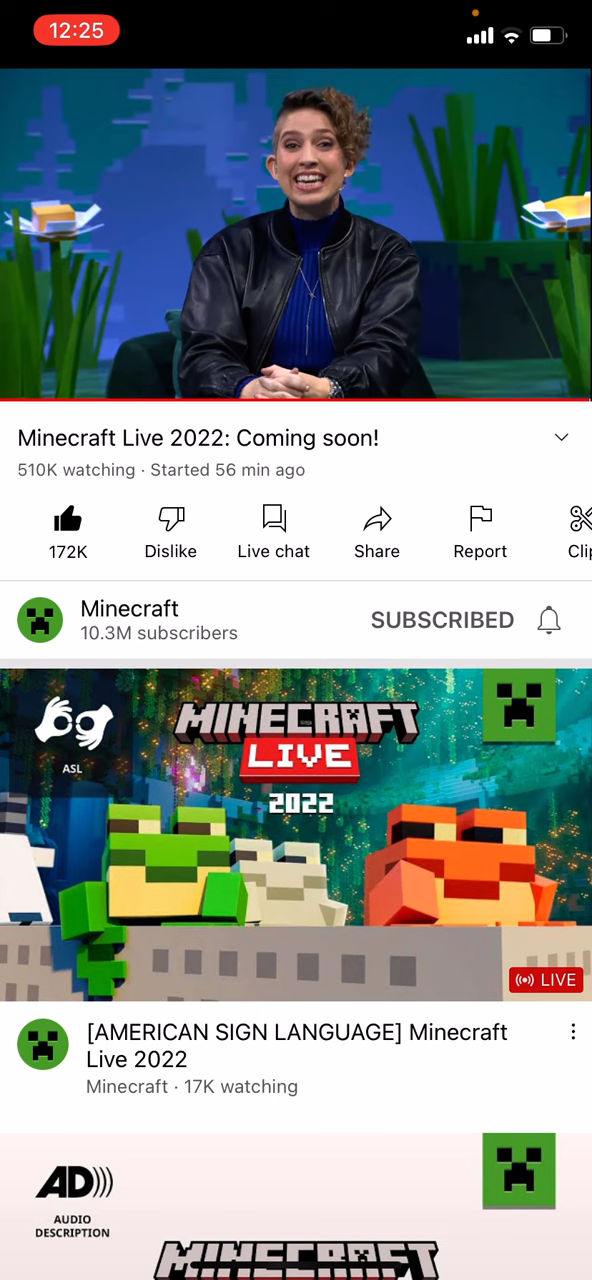 12:25
Minecraft Live 2022: Coming soon!
510K watching · Started 56 min ago
172K
Dislike
Live chat
Share
Report
Clip
Minecraft
10.3M subscribers
SUBSCRIBED
ASL
MINECRAFT
LIVE
2022
LIVE
[AMERICAN SIGN LANGUAGE] Minecraft
Live 2022
Minecraft · 17K watching
AD
AUDIO
DESCRIPTION
MINECRAFT